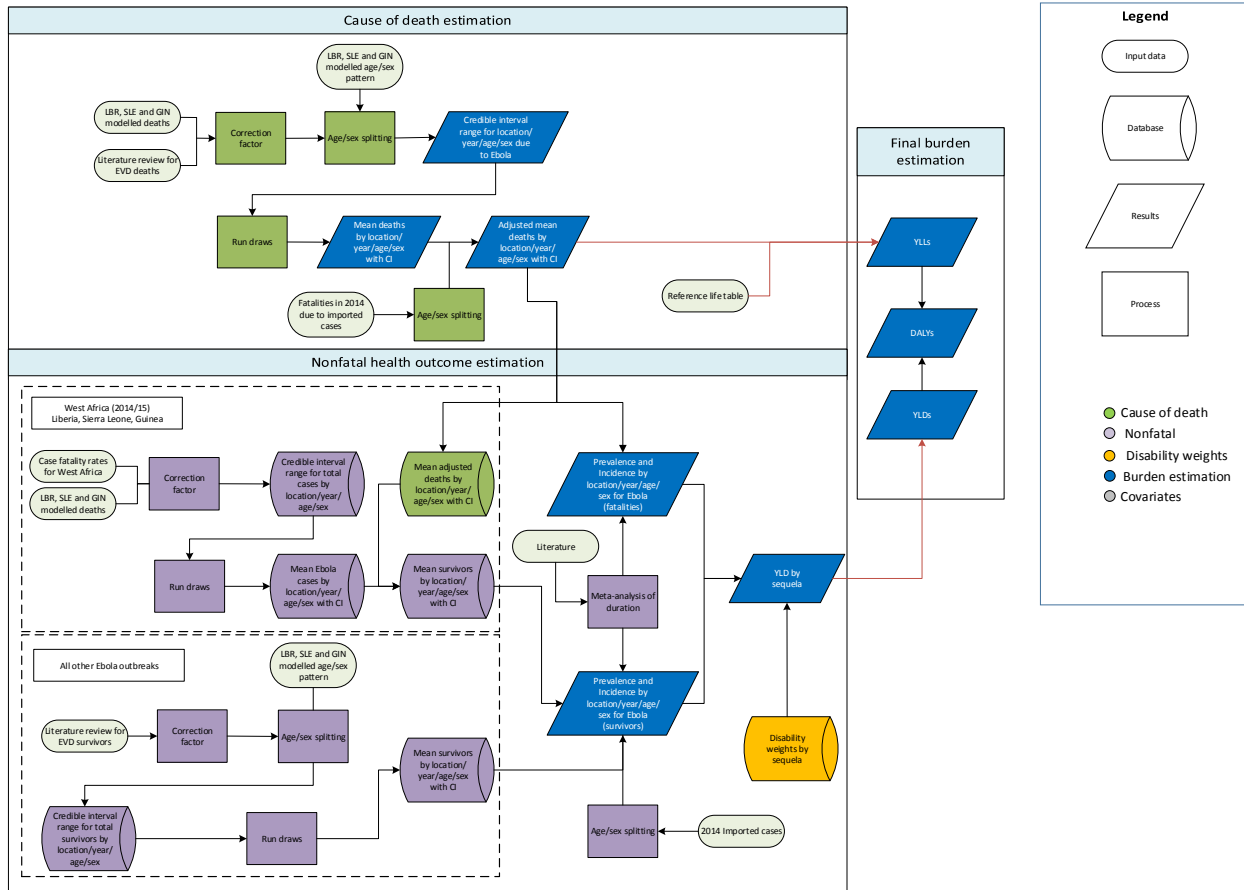 Cause of death estimation
LBR, SLE and GIN
modelled age/sex
pattern
LBR, SLE and GIN
modelled deaths
Literature review for
EVD deaths
Correction
factor
Age/sex splitting
Credible interval
range for location/
year/age/sex due
to Ebola
Run draws
Mean deaths
by location/
year/age/sex
with CI
Adjusted mean
deaths by
location/year/
age/sex with CI
Fatalities in 2014
due to imported
cases
Age/sex splitting
Reference life table
Final burden
estimation
YLLs
DALYs
YLDs
Nonfatal health outcome estimation
West Africa (2014/15)
Liberia, Sierra Leone, Guinea
Case fatality rates
for West Africa
LBR, SLE and GIN
modelled deaths
Correction
factor
Credible interval
range for total
cases by
location/year/
age/sex
Mean adjusted
deaths by
location/year/
age/sex with CI
Run draws
Mean Ebola
cases by
location/year/
age/sex with CI
Mean survivors
by location/
year/age/sex
with CI
Prevalence and
Incidence by
location/year/age/
sex for Ebola
(fatalities)
Literature
Meta-analysis of
duration
Prevalence and
Incidence by
location/year/age/
sex for Ebola
(survivors)
YLD by
sequela
Disability
weights by
sequela
All other Ebola outbreaks
LBR, SLE and GIN
modelled age/sex
pattern
Literature review for
EVD survivors
Correction
factor
Age/sex splitting
Mean survivors
by location/
year/age/sex
with CI
Credible interval
range for total
survivors by
location/year/
age/sex
Run draws
Age/sex splitting
2014 Imported cases
Legend
Input data
Database
Results
Process
Cause of death
Nonfatal
Disability weights
Burden estimation
Covariates